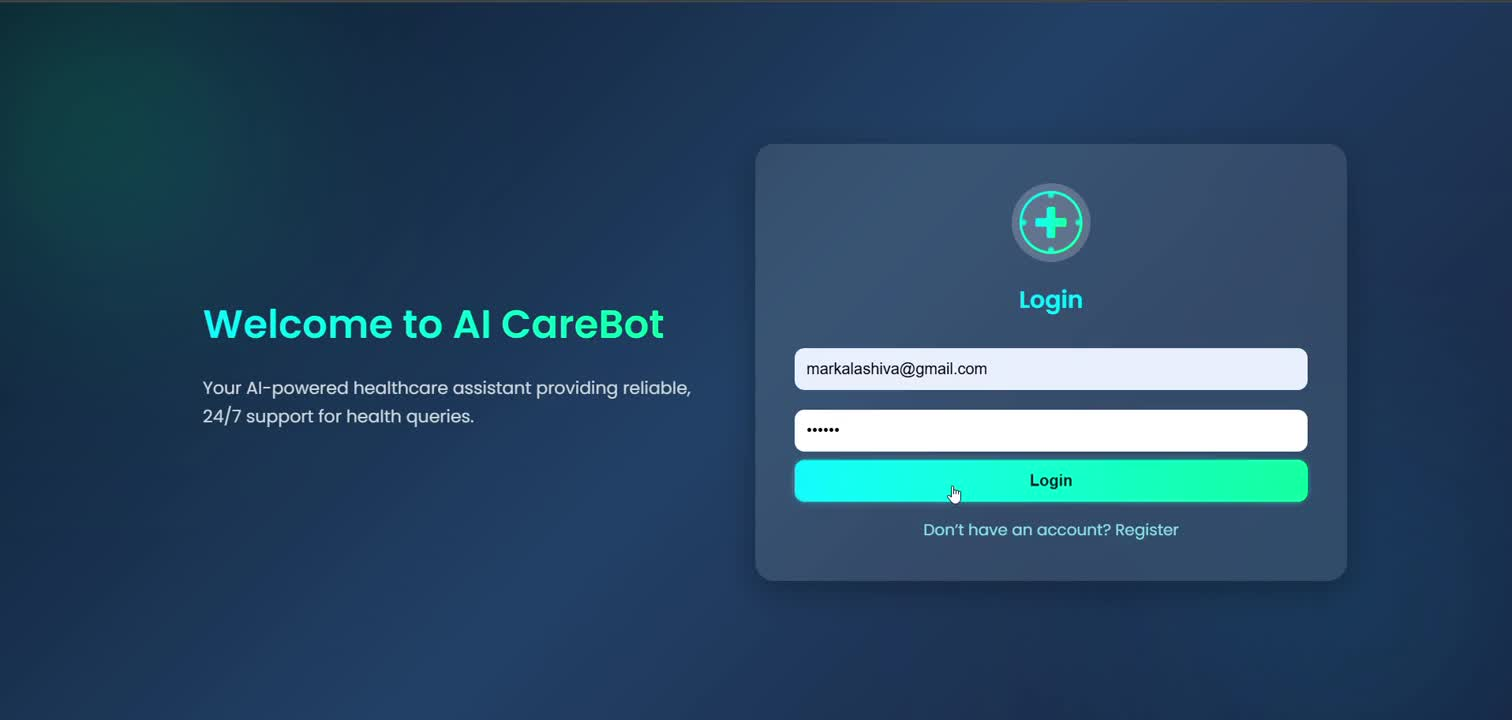 Welcome to AI CareBot
Your AI-powered healthcare assistant providing reliable,
24/7 support for health queries.
Login
markalashiva@gmail.com
••••••
Login
Don’t have an account? Register